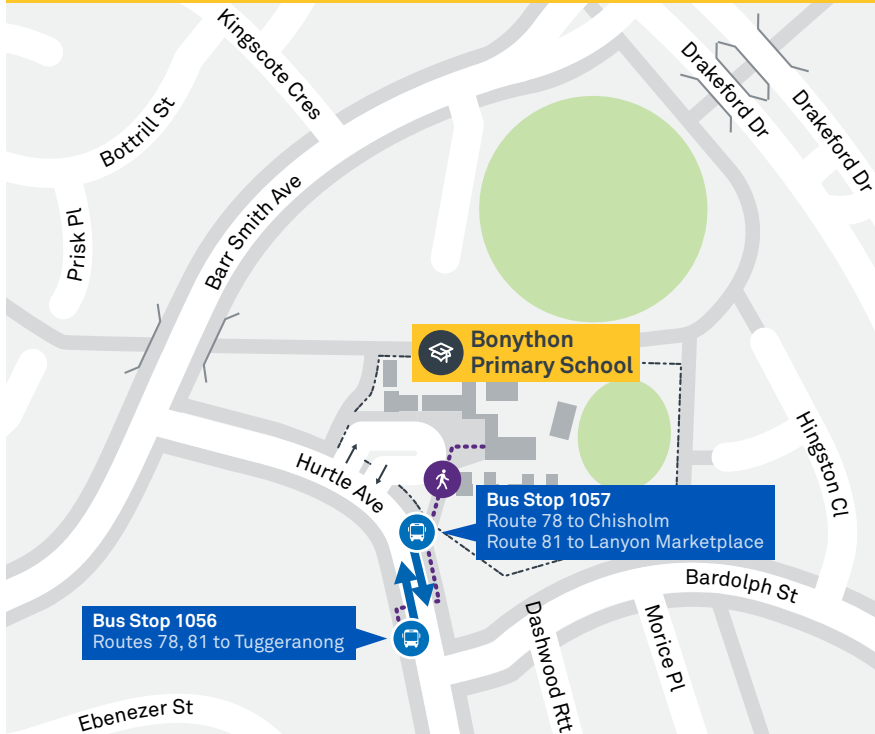 Kingscote Cres
Drakeford Dr
Drakeford Dr
Bottrill St
Barr Smith Ave
Prisk Pl
Bonython
Primary School
Hingston Cl
Hurtle Ave
Bus Stop 1057
Route 78 to Chisholm
Route 81 to Lanyon Marketplace
Bardolph St
Bus Stop 1056
Routes 78, 81 to Tuggeranong
Dashwood Rtt
Morice Pl
Ebenezer St